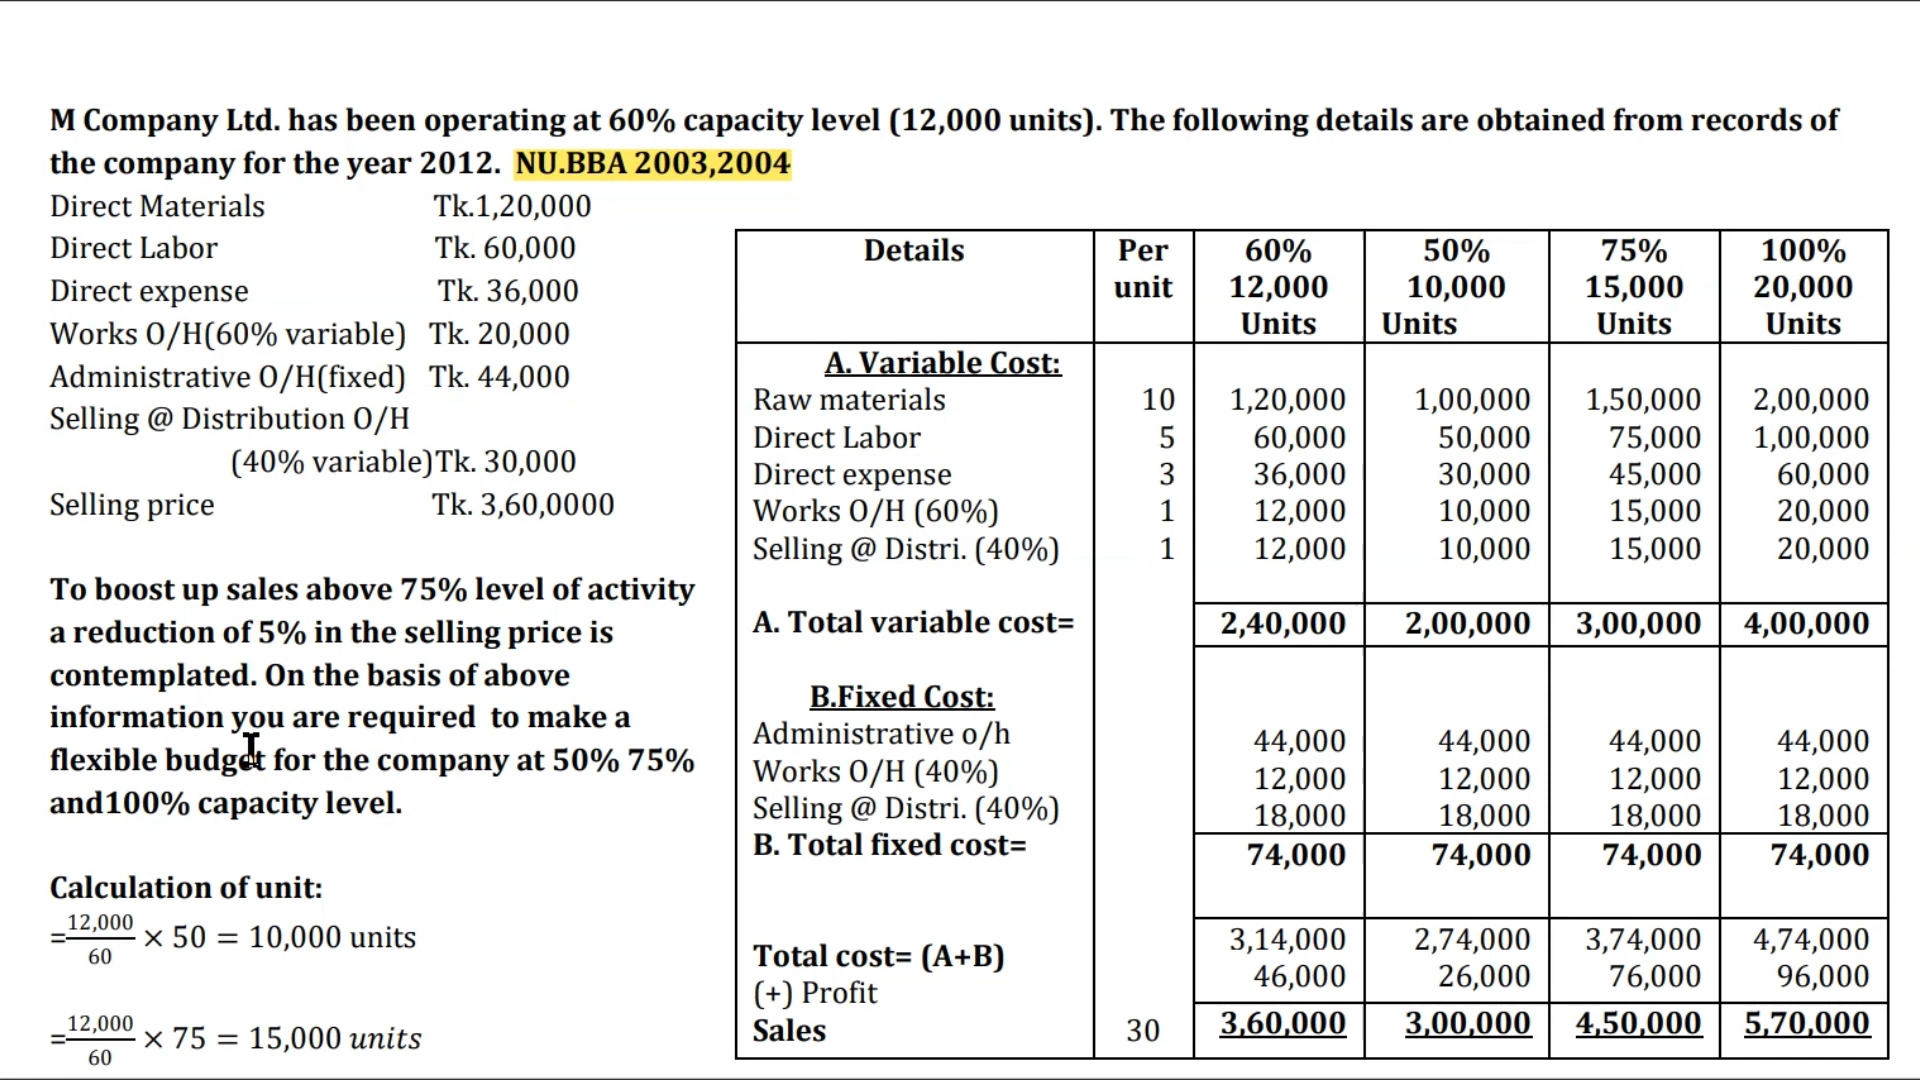 M Company Ltd. has been operating at 60% capacity level (12,000 units). The following details are obtained from records of
the company for the year 2012. NU.BBA 2003,2004
Direct Materials Tk.1,20,000
Direct Labor Tk. 60,000
Direct expense Tk. 36,000
Works O/H(60% variable) Tk. 20,000
Administrative O/H(fixed) Tk. 44,000
Selling @ Distribution O/H
(40% variable)Tk. 30,000
Selling price Tk. 3,60,0000
To boost up sales above 75% level of activity
a reduction of 5% in the selling price is
contemplated. On the basis of above
information you are required to make a
flexible budget for the company at 50% 75%
and100% capacity level.
Calculation of unit:
=12,000/60 × 50 = 10,000 units
=12,000/60 × 75 = 15,000 units
Details Per unit 60% 12,000 Units 50% 10,000 Units 75% 15,000 Units 100% 20,000 Units
A. Variable Cost:
Raw materials 10 1,20,000 1,00,000 1,50,000 2,00,000
Direct Labor 5 60,000 50,000 75,000 1,00,000
Direct expense 3 36,000 30,000 45,000 60,000
Works O/H (60%) 1 12,000 10,000 15,000 20,000
Selling @ Distri. (40%) 1 12,000 10,000 15,000 20,000
A. Total variable cost= 2,40,000 2,00,000 3,00,000 4,00,000
B.Fixed Cost:
Administrative o/h 44,000 44,000 44,000 44,000
Works O/H (40%) 12,000 12,000 12,000 12,000
Selling @ Distri. (40%) 18,000 18,000 18,000 18,000
B. Total fixed cost= 74,000 74,000 74,000 74,000
Total cost= (A+B) 3,14,000 2,74,000 3,74,000 4,74,000
(+) Profit 46,000 26,000 76,000 96,000
Sales 30 3,60,000 3,00,000 4,50,000 5,70,000